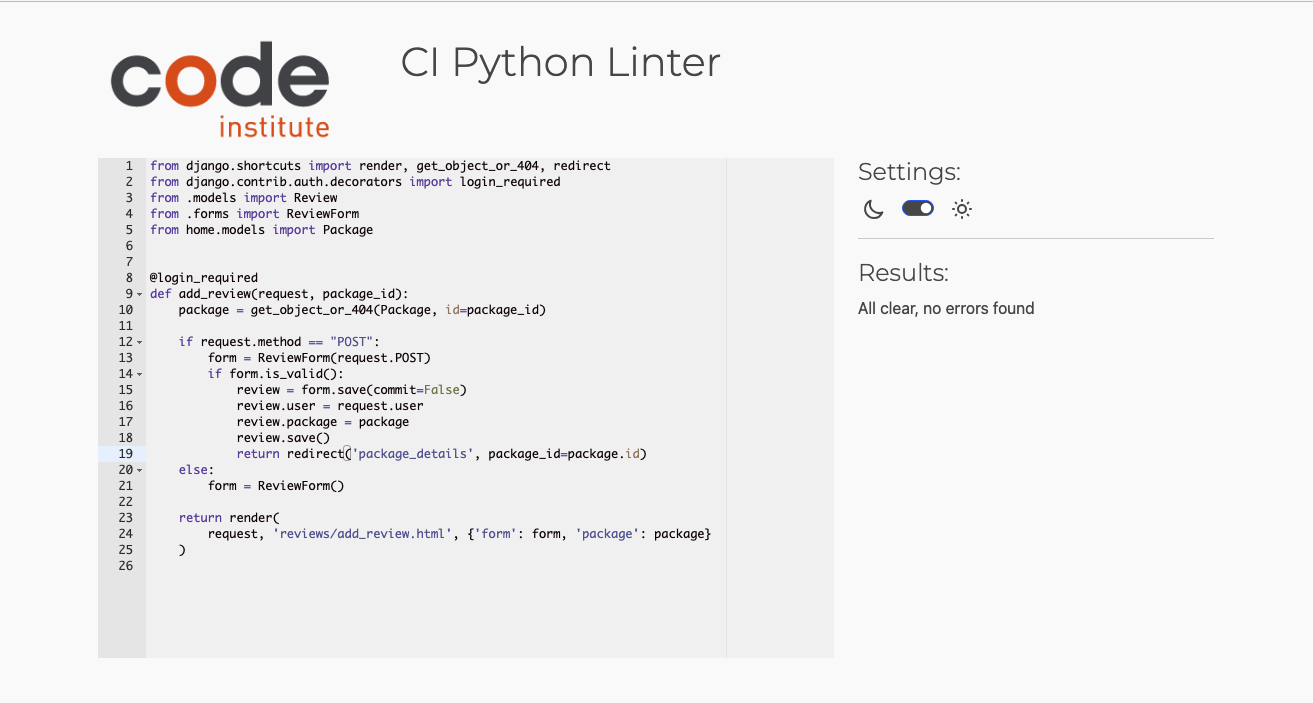 code
institute
CI Python Linter
1 from django.shortcuts import render, get_object_or_404, redirect
2 from django.contrib.auth.decorators import login_required
3 from .models import Review
4 from .forms import ReviewForm
5 from home.models import Package
6
7
8 @login_required
9 def add_review(request, package_id):
10     package = get_object_or_404(Package, id=package_id)
11
12     if request.method == "POST":
13         form = ReviewForm(request.POST)
14         if form.is_valid():
15             review = form.save(commit=False)
16             review.user = request.user
17             review.package = package
18             review.save()
19             return redirect('package_details', package_id=package.id)
20     else:
21         form = ReviewForm()
22
23     return render(
24         request, 'reviews/add_review.html', {'form': form, 'package': package}
25     )
26
Settings:
Results:
All clear, no errors found